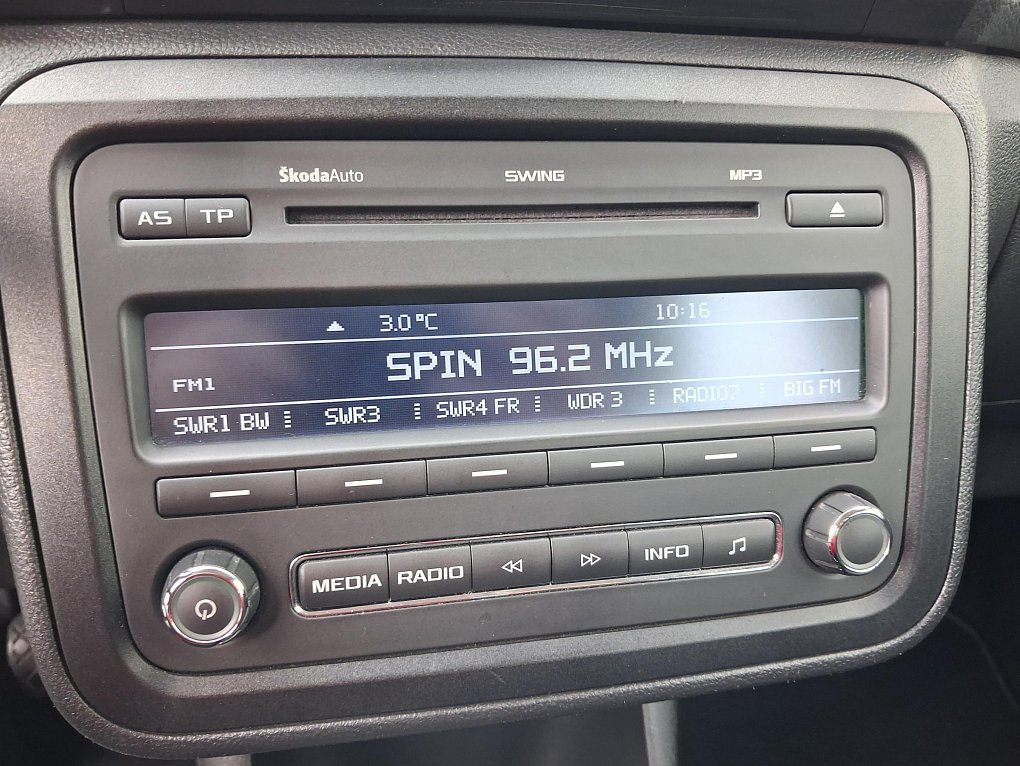 ŠkodaAuto SWING MP3
AS TP
3.0°C 10:16
SPIN 96.2 MHz
FM1
SWR1 BW SWR3 SWR4 FR WDR 3 RADIO7 BIG FM
MEDIA RADIO INFO